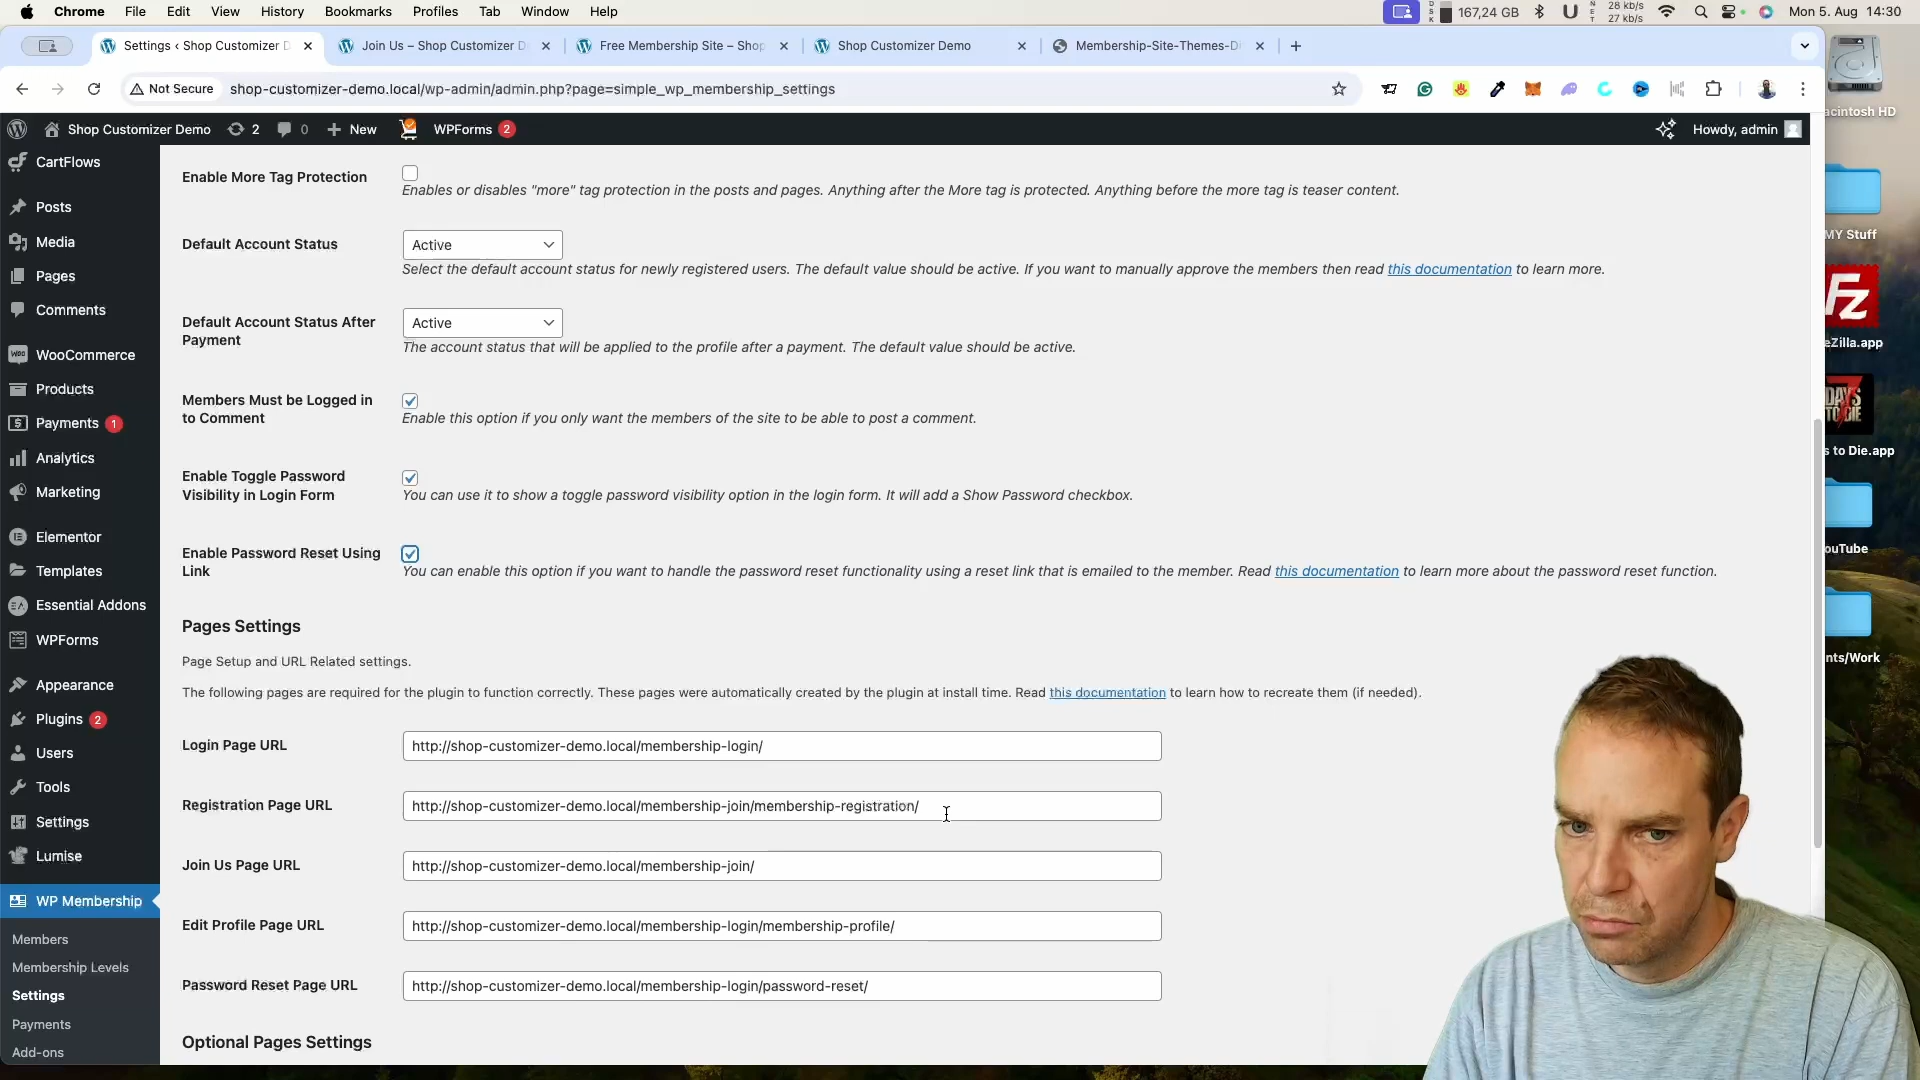 Chrome File Edit View History Bookmarks Profiles Tab Window Help
167,24 GB 28 kb/s 27 kb/s Mon 5. Aug 14:30
Settings ‹ Shop Customizer D
Join Us – Shop Customizer D
Free Membership Site – Shop
Shop Customizer Demo
Membership-Site-Themes-D
Not Secure shop-customizer-demo.local/wp-admin/admin.php?page=simple_wp_membership_settings
Shop Customizer Demo 2 0 New WPForms 2 Howdy, admin
CartFlows
Posts
Media
Pages
Comments
WooCommerce
Products
Payments 1
Analytics
Marketing
Elementor
Templates
Essential Addons
WPForms
Appearance
Plugins 2
Users
Tools
Settings
Lumise
WP Membership
Members
Membership Levels
Settings
Payments
Add-ons
Enable More Tag Protection
Enables or disables "more" tag protection in the posts and pages. Anything after the More tag is protected. Anything before the more tag is teaser content.
Default Account Status
Active
Select the default account status for newly registered users. The default value should be active. If you want to manually approve the members then read this documentation to learn more.
Default Account Status After
Payment
Active
The account status that will be applied to the profile after a payment. The default value should be active.
Members Must be Logged in
to Comment
Enable this option if you only want the members of the site to be able to post a comment.
Enable Toggle Password
Visibility in Login Form
You can use it to show a toggle password visibility option in the login form. It will add a Show Password checkbox.
Enable Password Reset Using
Link
You can enable this option if you want to handle the password reset functionality using a reset link that is emailed to the member. Read this documentation to learn more about the password reset function.
Pages Settings
Page Setup and URL Related settings.
The following pages are required for the plugin to function correctly. These pages were automatically created by the plugin at install time. Read this documentation to learn how to recreate them (if needed).
Login Page URL
http://shop-customizer-demo.local/membership-login/
Registration Page URL
http://shop-customizer-demo.local/membership-join/membership-registration/
Join Us Page URL
http://shop-customizer-demo.local/membership-join/
Edit Profile Page URL
http://shop-customizer-demo.local/membership-login/membership-profile/
Password Reset Page URL
http://shop-customizer-demo.local/membership-login/password-reset/
Optional Pages Settings
acintosh HD
MY Stuff
Fz
eZilla.app
DAYS
TO DIE
s to Die.app
ouTube
nts/Work